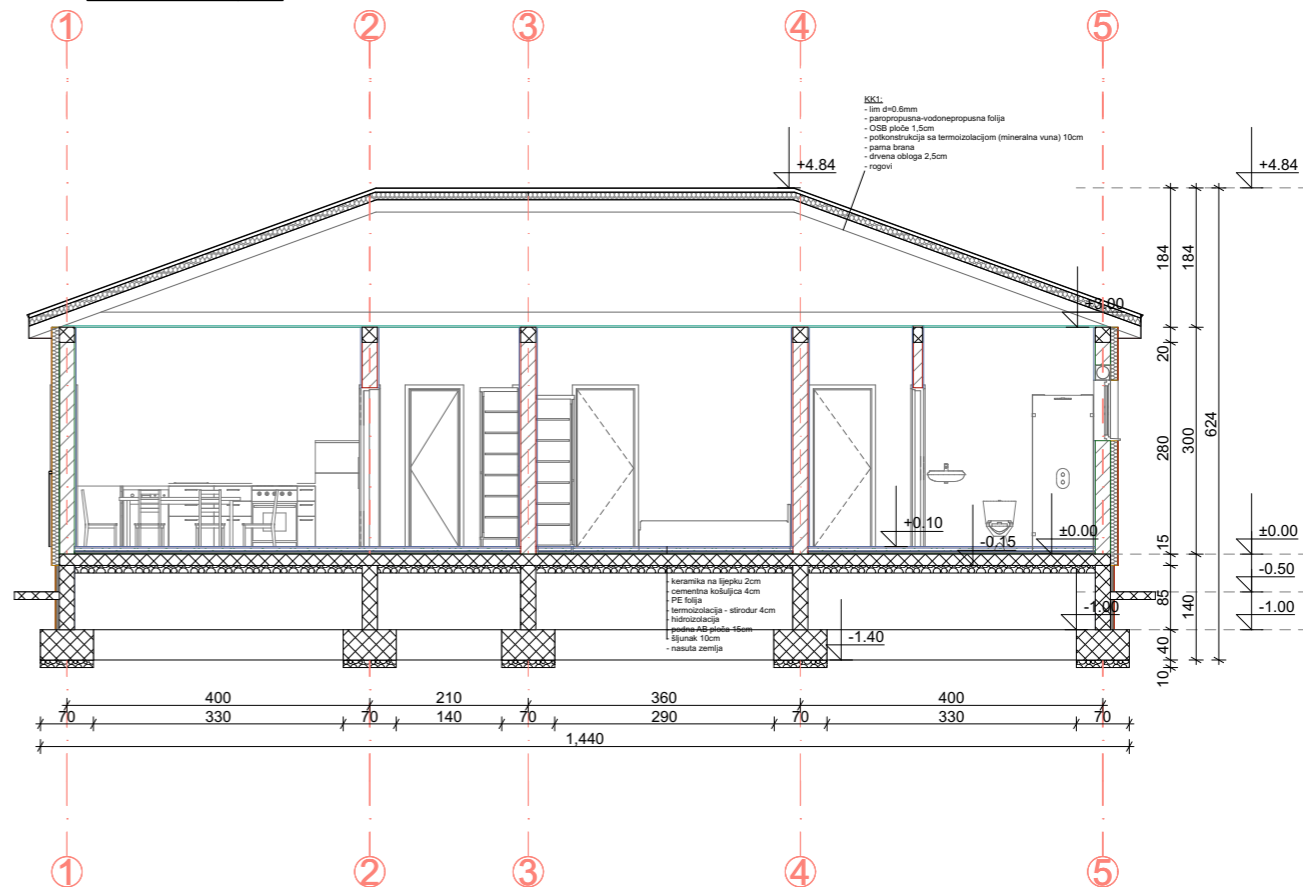 1 2 3 4 5
KK1:
- lim d=0.6mm
- paropropusna-vodonepropusna folija
- OSB ploče 1,5cm
- potkonstrukcija sa termoizolacijom (mineralna vuna) 10cm
- parna brana
- drvena obloga 2,5cm
- rogovi
+4.84
+4.84
184
184
+3.00
20
280
300
624
+0.10
-0.15
±0.00
±0.00
15
-0.50
85
140
-1.00
-1.00
- keramika na lijepku 2cm
- cementna košuljica 4cm
- PE folija
- termoizolacija - stirodur 4cm
- hidroizolacija
- podna AB ploča 15cm
- šljunak 10cm
- nasuta zemlja
-1.40
40
10
400 210 360 400
70 330 70 140 70 290 70 330 70
1,440
1 2 3 4 5